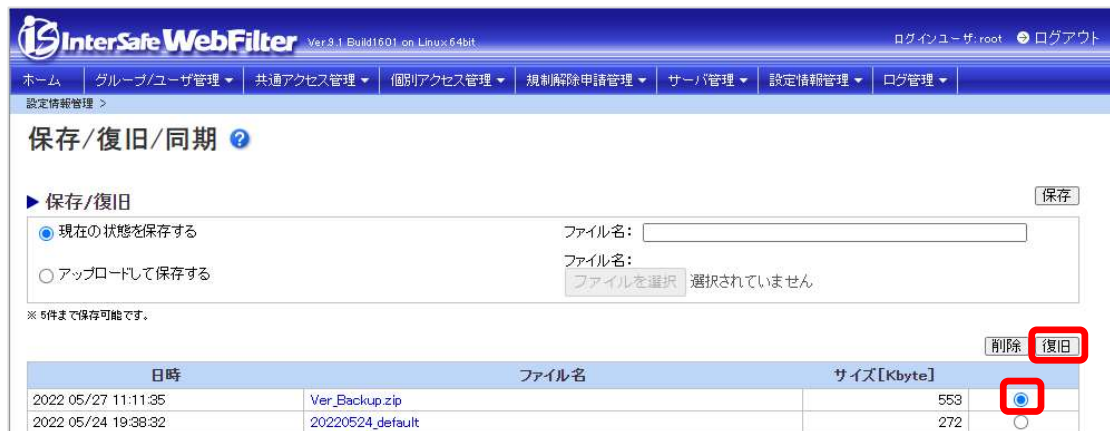 InterSafe WebFilter Ver.9.1 Build1601 on Linux 64bit ログインユーザ:root ログアウト
ホーム グループ/ユーザ管理▼ 共通アクセス管理▼ 個別アクセス管理▼ 規制解除申請管理▼ サーバ管理▼ 設定情報管理▼ ログ管理▼
設定情報管理 >
保存/復旧/同期 ?
▶ 保存/復旧 保存
現在の状態を保存する ファイル名:
アップロードして保存する ファイル名:
ファイルを選択 選択されていません
※ 5件まで保存可能です。
削除 復旧
日時 ファイル名 サイズ[Kbyte]
2022 05/27 11:11:35 Ver_Backup.zip 553
2022 05/24 19:38:32 20220524_default 272